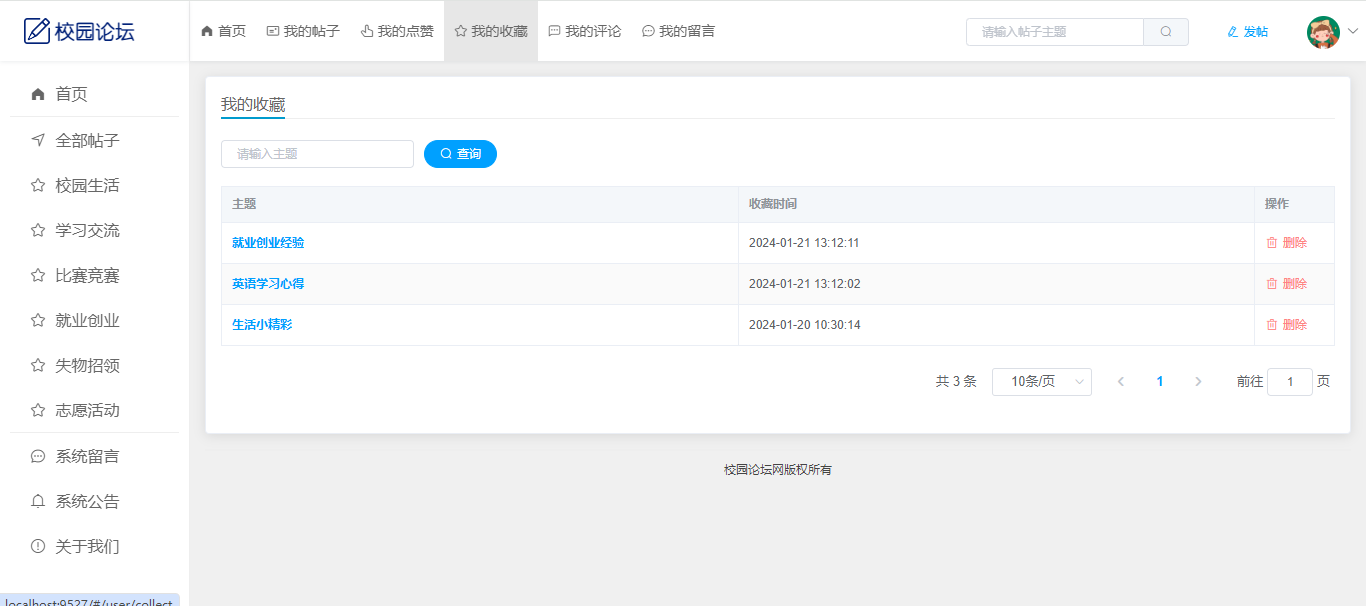 校园论坛
首页 我的帖子 我的点赞 我的收藏 我的评论 我的留言 请输入帖子主题 发帖
首页
全部帖子
校园生活
学习交流
比赛竞赛
就业创业
失物招领
志愿活动
系统留言
系统公告
关于我们
我的收藏
请输入主题 查询
主题 收藏时间 操作
就业创业经验 2024-01-21 13:12:11 删除
英语学习心得 2024-01-21 13:12:02 删除
生活小精彩 2024-01-20 10:30:14 删除
共 3 条 10条/页 1 前往 1 页
校园论坛网版权所有
localhost:9527/#/user/collect